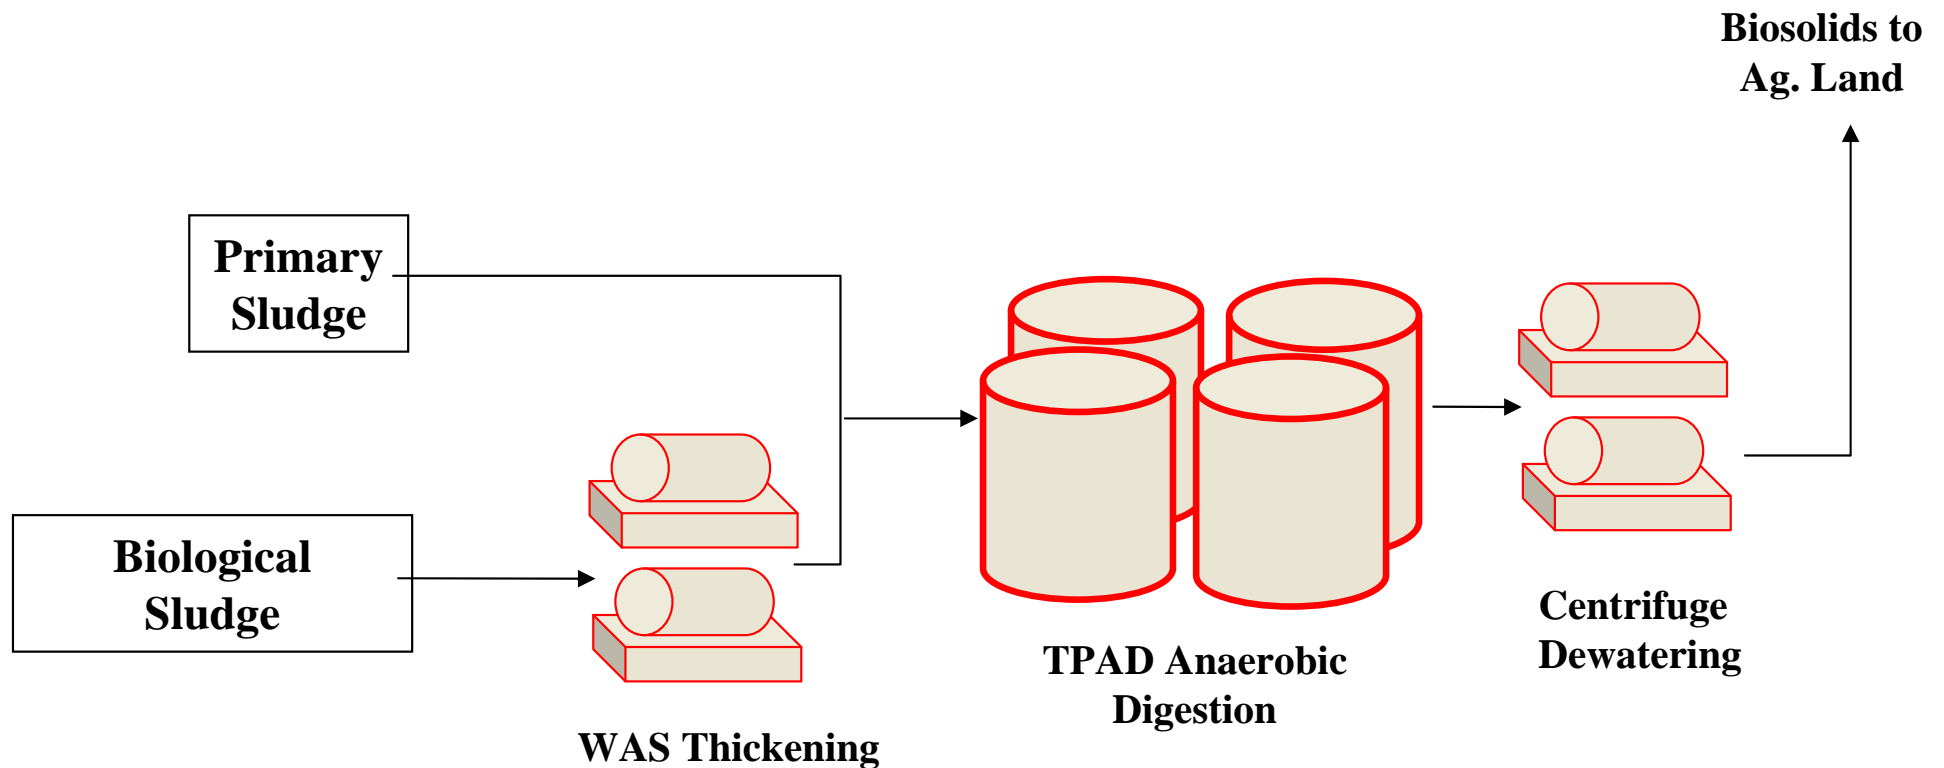 Biosolids to
Ag. Land
Primary
Sludge
Biological
Sludge
WAS Thickening
TPAD Anaerobic
Digestion
Centrifuge
Dewatering